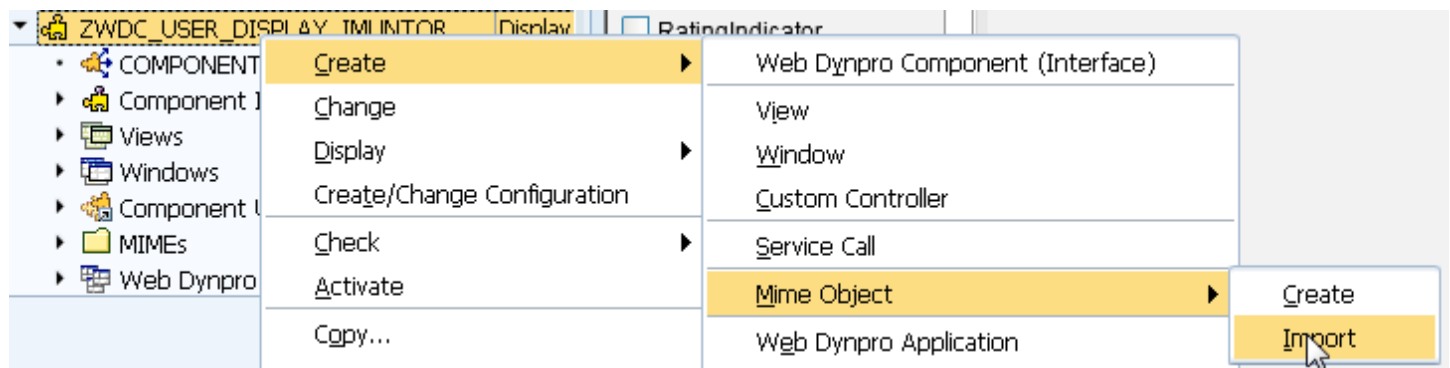 ZWDC_USER_DISPLAY_IMUNTOR Display RatingIndicator
COMPONENT
Component I
Views
Windows
Component U
MIMEs
Web Dynpro
Create
Change
Display
Create/Change Configuration
Check
Activate
Copy...
Web Dynpro Component (Interface)
View
Window
Custom Controller
Service Call
Mime Object
Web Dynpro Application
Create
Import